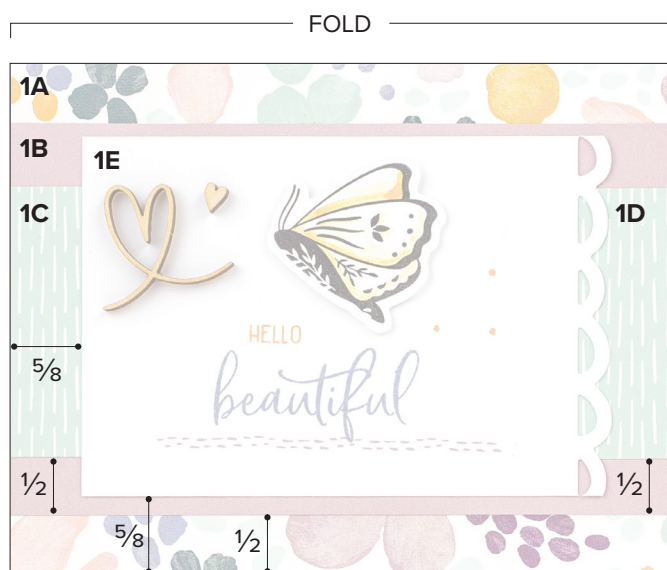 FOLD
1A
1B
1E
1C
1D
HELLO
beautiful
5/8
1/2
1/2
5/8
1/2